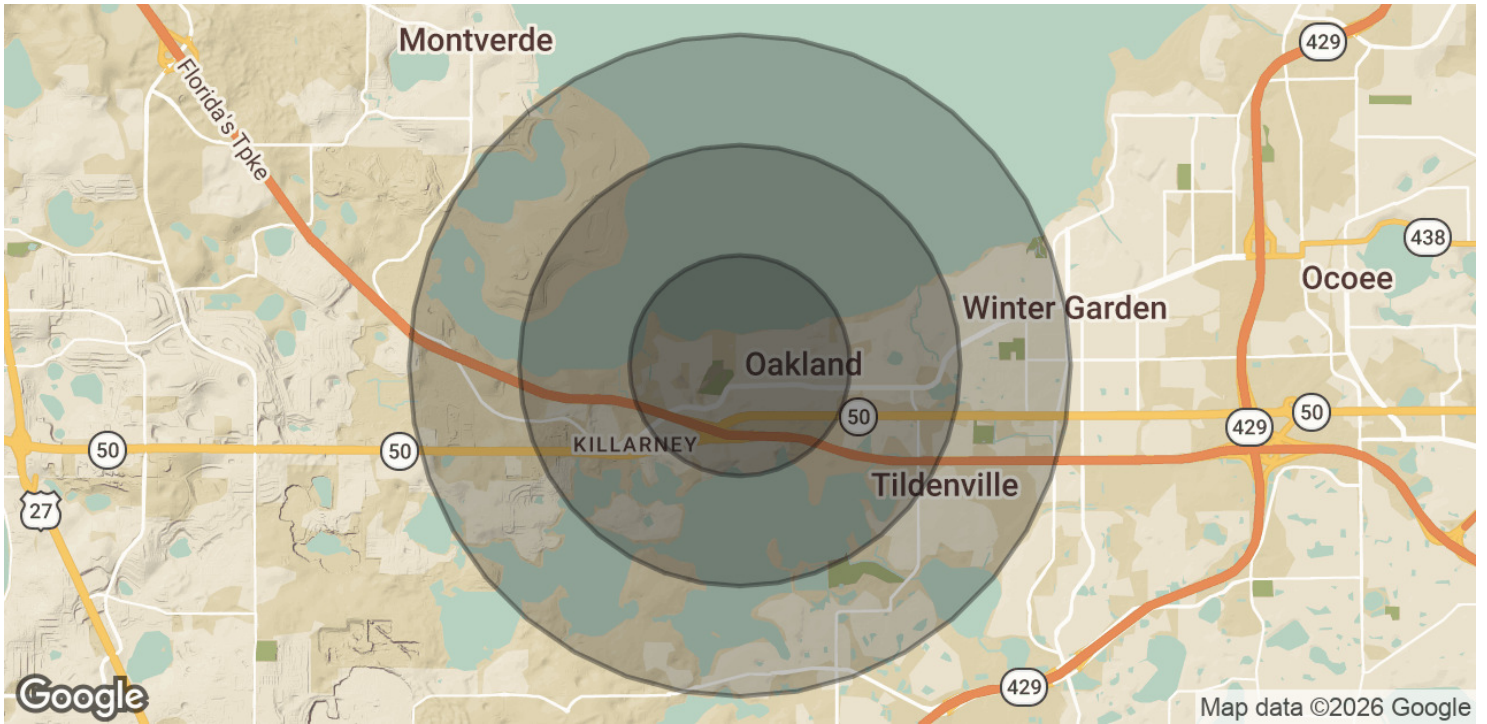 Montverde
429
Florida's Tpke
438
Ocoee
Winter Garden
Oakland
50
50
429
KILLARNEY
50
50
Tildenville
27
429
Google
Map data ©2026 Google